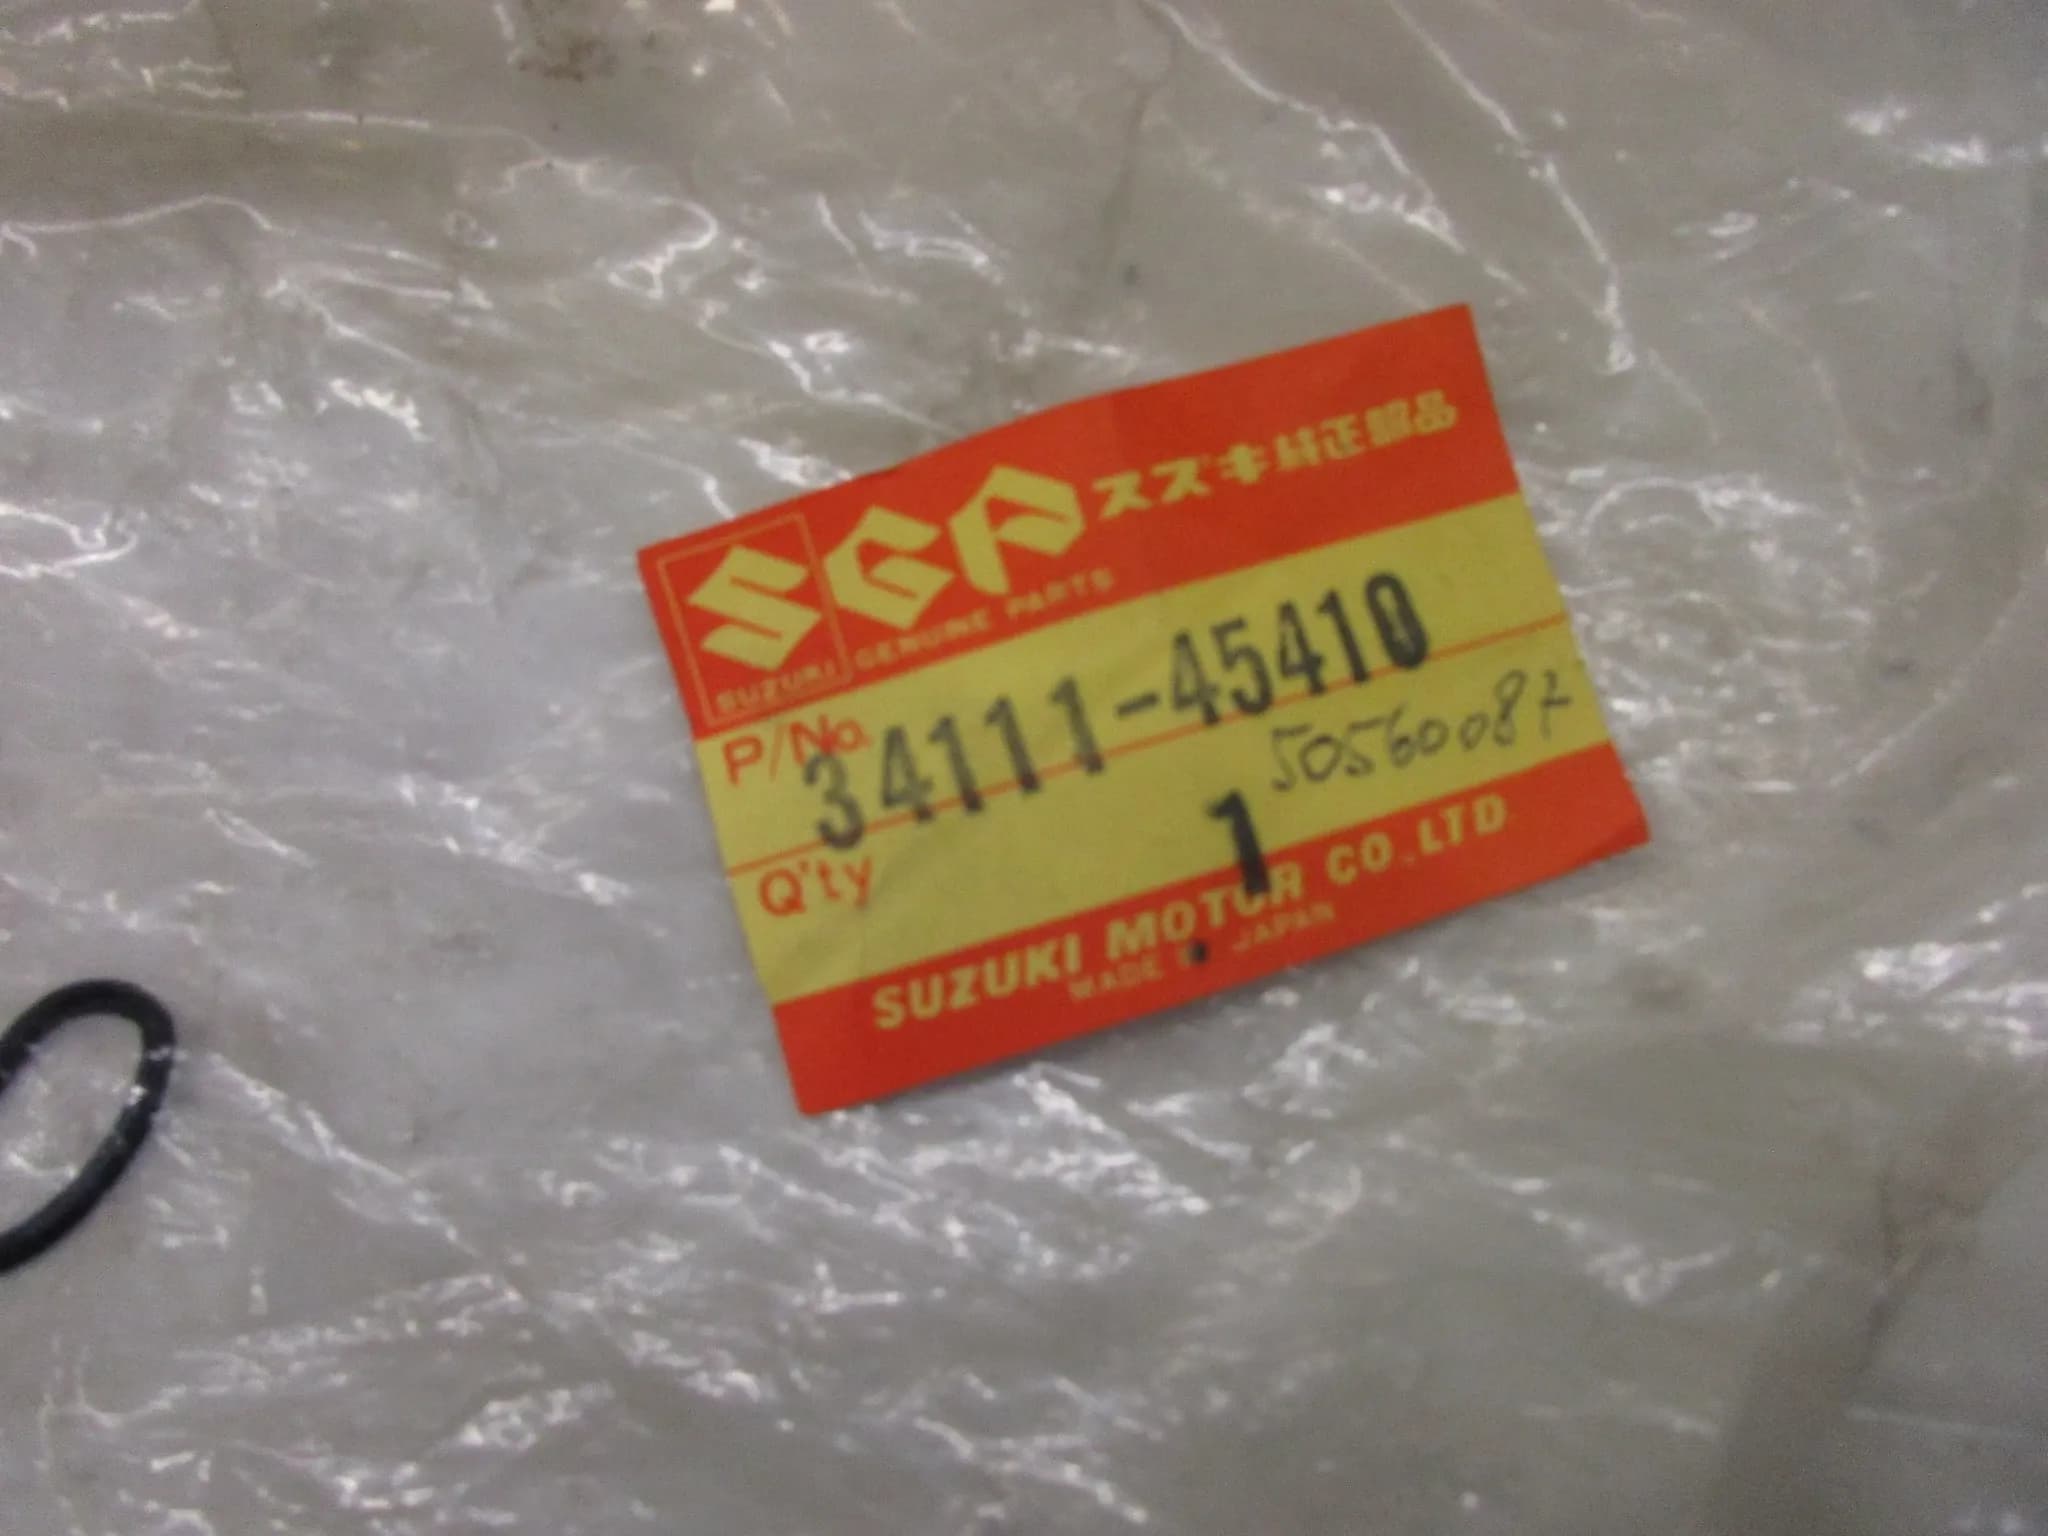 SGP スズキ純正部品
SUZUKI GENUINE PARTS
P/No. 34111-45410
50560087
Q'ty 1
SUZUKI MOTOR CO.,LTD.
MADE IN JAPAN